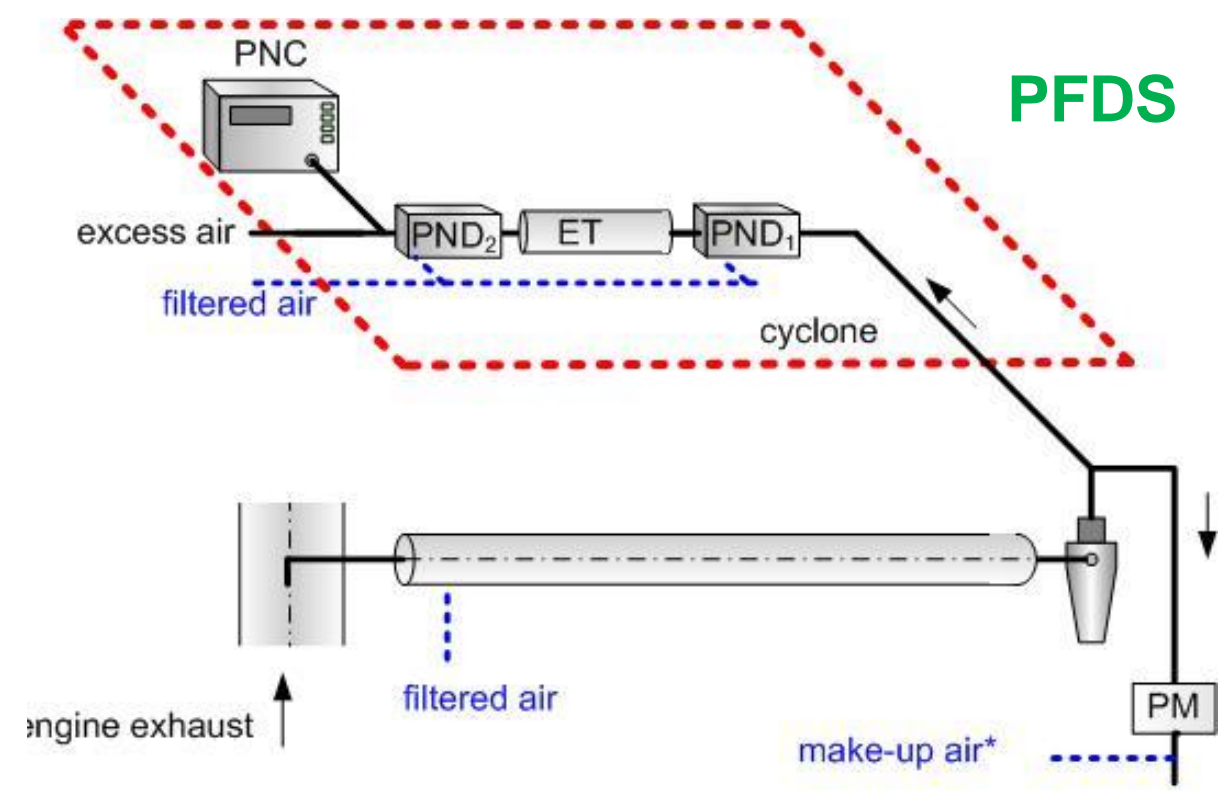 PNC
PFDS
excess air
PND2
ET
PND1
filtered air
cyclone
filtered air
engine exhaust
PM
make-up air*